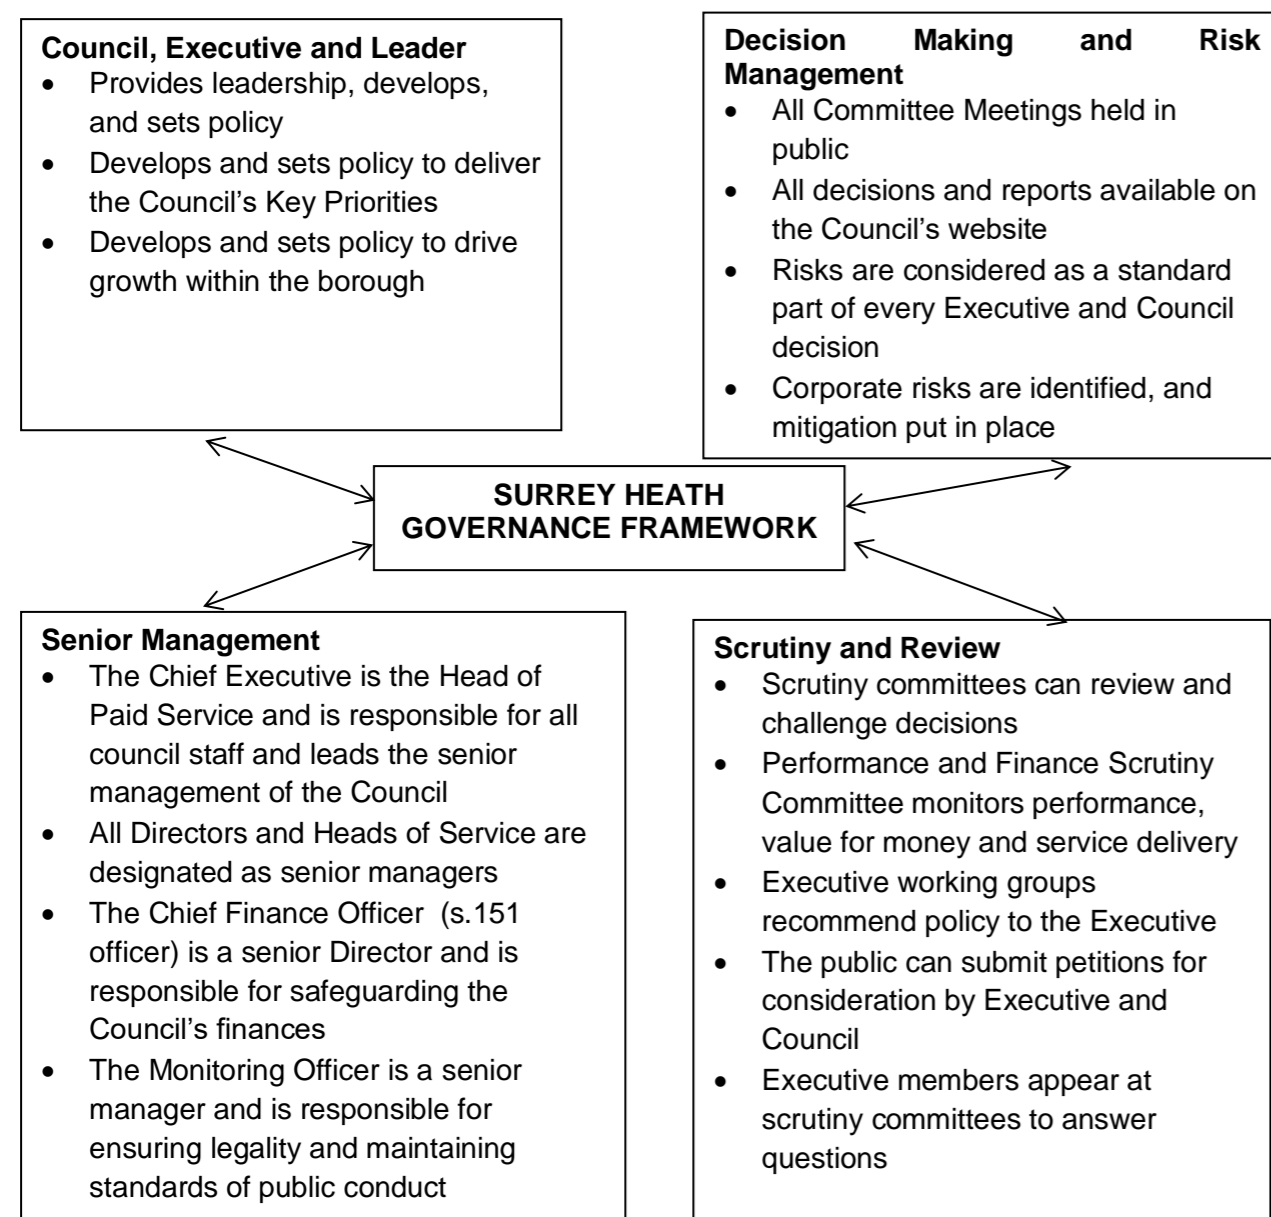 Council, Executive and Leader
• Provides leadership, develops,
and sets policy
• Develops and sets policy to deliver
the Council’s Key Priorities
• Develops and sets policy to drive
growth within the borough
Decision Making and Risk
Management
• All Committee Meetings held in
public
• All decisions and reports available on
the Council’s website
• Risks are considered as a standard
part of every Executive and Council
decision
• Corporate risks are identified, and
mitigation put in place
SURREY HEATH
GOVERNANCE FRAMEWORK
Senior Management
• The Chief Executive is the Head of
Paid Service and is responsible for all
council staff and leads the senior
management of the Council
• All Directors and Heads of Service are
designated as senior managers
• The Chief Finance Officer (s.151
officer) is a senior Director and is
responsible for safeguarding the
Council’s finances
• The Monitoring Officer is a senior
manager and is responsible for
ensuring legality and maintaining
standards of public conduct
Scrutiny and Review
• Scrutiny committees can review and
challenge decisions
• Performance and Finance Scrutiny
Committee monitors performance,
value for money and service delivery
• Executive working groups
recommend policy to the Executive
• The public can submit petitions for
consideration by Executive and
Council
• Executive members appear at
scrutiny committees to answer
questions